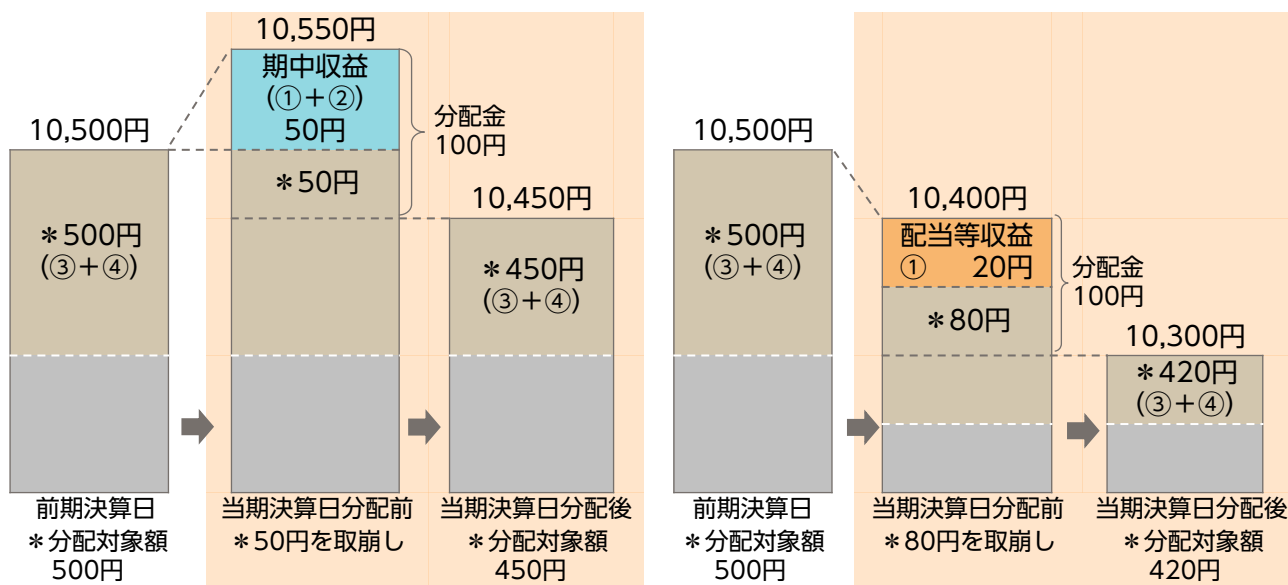 10,500円
＊500円
(③＋④)
前期決算日
＊分配対象額
500円
10,550円
期中収益
(①＋②)
50円
＊50円
分配金
100円
当期決算日分配前
＊50円を取崩し
10,450円
＊450円
(③＋④)
当期決算日分配後
＊分配対象額
450円
10,500円
＊500円
(③＋④)
前期決算日
＊分配対象額
500円
10,400円
配当等収益
① 20円
＊80円
分配金
100円
当期決算日分配前
＊80円を取崩し
10,300円
＊420円
(③＋④)
当期決算日分配後
＊分配対象額
420円